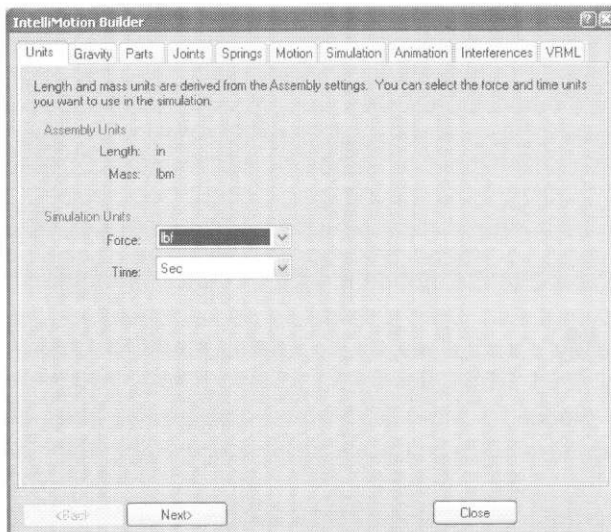 IntelliMotion Builder
Units Gravity Parts Joints Springs Motion Simulation Animation Interferences VRML
Length and mass units are derived from the Assembly settings. You can select the force and time units
you want to use in the simulation.
Assembly Units
Length: in
Mass: lbm
Simulation Units
Force: lbf
Time: Sec
<Back Next> Close